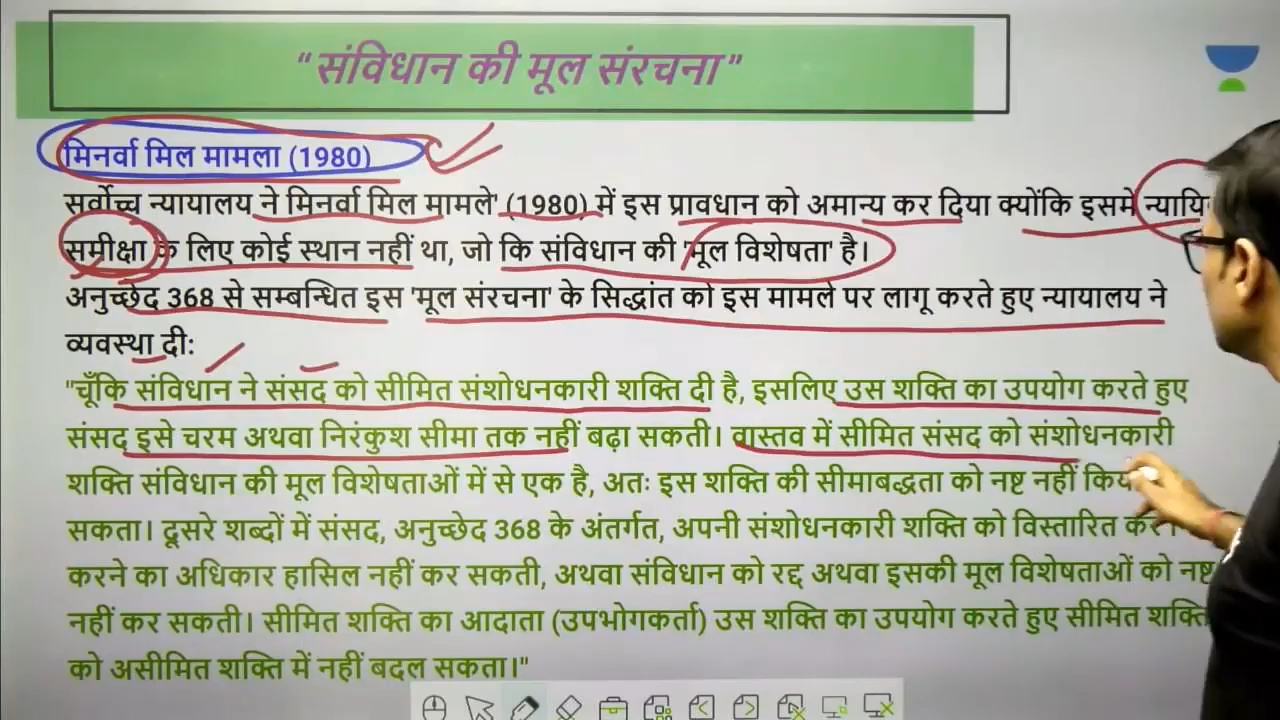 “संविधान की मूल संरचना”
मिनर्वा मिल मामला (1980)
सर्वोच्च न्यायालय ने मिनर्वा मिल मामले' (1980) में इस प्रावधान को अमान्य कर दिया क्योंकि इसमें
समीक्षा के लिए कोई स्थान नहीं था, जो कि संविधान की 'मूल विशेषता' है।
अनुच्छेद 368 से सम्बन्धित इस 'मूल संरचना' के सिद्धांत को इस मामले पर लागू करते हुए न्यायालय ने
व्यवस्था दी:
"चूँकि संविधान ने संसद को सीमित संशोधनकारी शक्ति दी है, इसलिए उस शक्ति का उपयोग करते हुए
संसद इसे चरम अथवा निरंकुश सीमा तक नहीं बढ़ा सकती। वास्तव में सीमित संसद को संशोधनकारी
शक्ति संविधान की मूल विशेषताओं में से एक है, अतः इस शक्ति की सीमाबद्धता को नष्ट नहीं
सकता। दूसरे शब्दों में संसद, अनुच्छेद 368 के अंतर्गत, अपनी संशोधनकारी शक्ति को विस्तारित
करने का अधिकार हासिल नहीं कर सकती, अथवा संविधान को रद्द अथवा इसकी मूल विशेषताओं को नष्ट
नहीं कर सकती। सीमित शक्ति का आदाता (उपभोगकर्ता) उस शक्ति का उपयोग करते हुए सीमित शक्ति
को असीमित शक्ति में नहीं बदल सकता।"